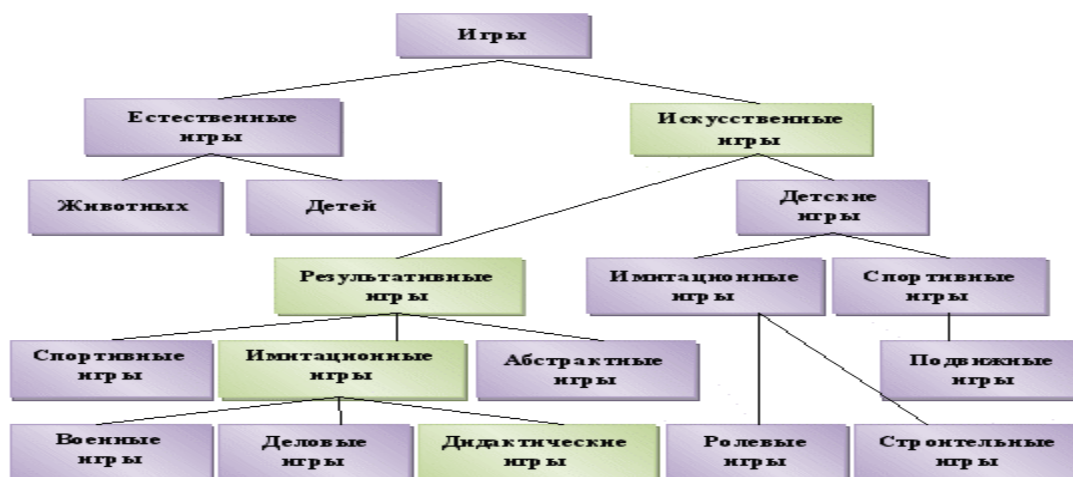 Игры
Естественные
игры
Искусственные
игры
Животных
Детей
Детские
игры
Результативные
игры
Имитационные
игры
Спортивные
игры
Спортивные
игры
Имитационные
игры
Абстрактные
игры
Подвижные
игры
Военные
игры
Деловые
игры
Дидактические
игры
Ролевые
игры
Строительные
игры